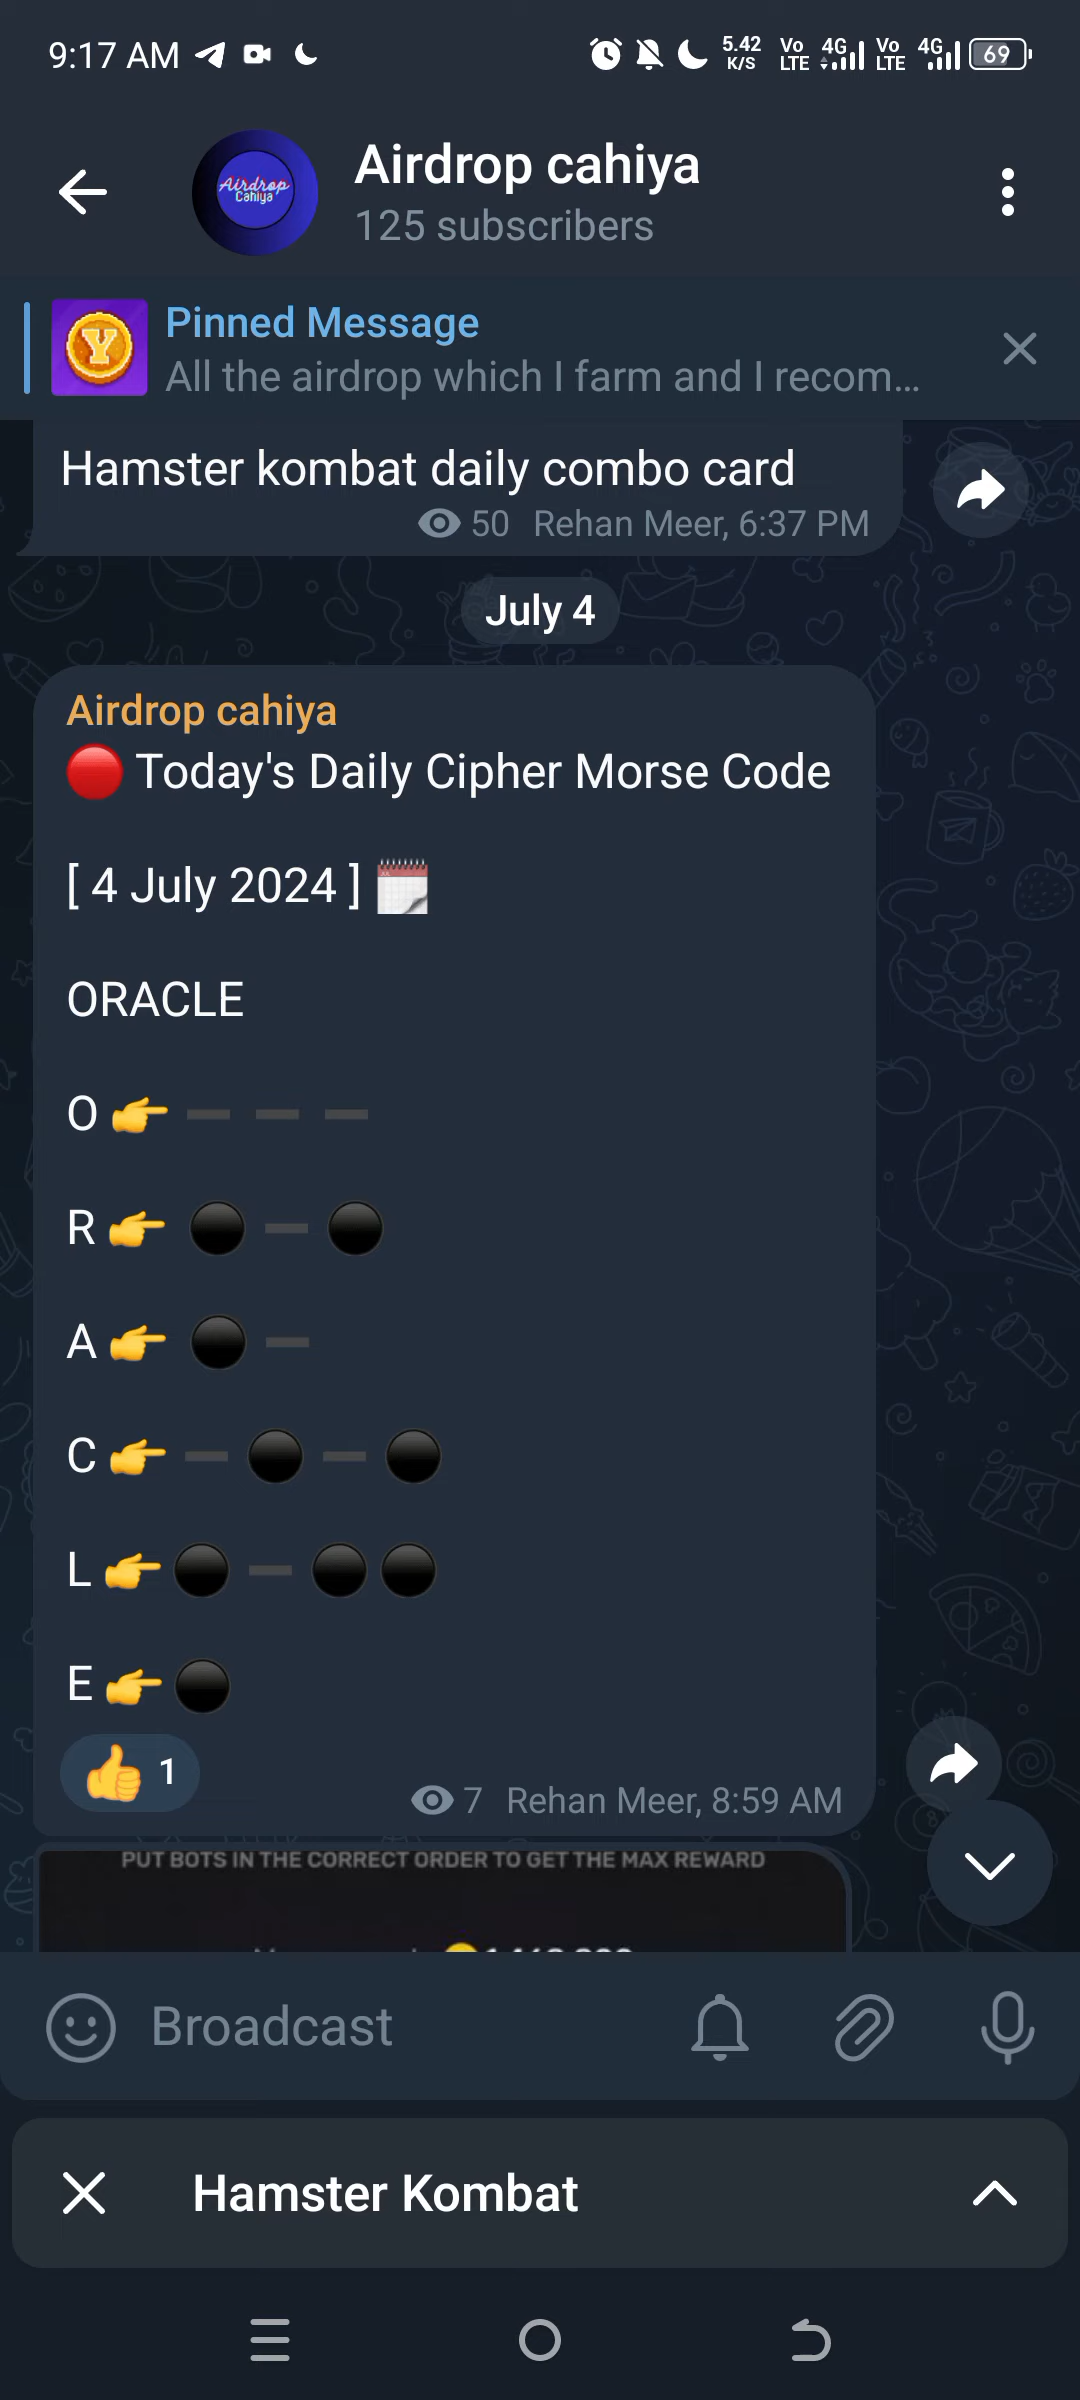 9:17 AM 5.42 K/S Vo LTE 4G Vo LTE 4G 69
Airdrop cahiya
Airdrop Cahiya
125 subscribers
Pinned Message
All the airdrop which I farm and I recom...
Hamster kombat daily combo card
50 Rehan Meer, 6:37 PM
July 4
Airdrop cahiya
🔴 Today's Daily Cipher Morse Code
[ 4 July 2024 ] 🗓
ORACLE
O 👉 ➖ ➖ ➖
R 👉 ⚫ ➖ ⚫
A 👉 ⚫ ➖
C 👉 ➖ ⚫ ➖ ⚫
L 👉 ⚫ ➖ ⚫ ⚫
E 👉 ⚫
👍 1
7 Rehan Meer, 8:59 AM
PUT BOTS IN THE CORRECT ORDER TO GET THE MAX REWARD
Broadcast
Hamster Kombat